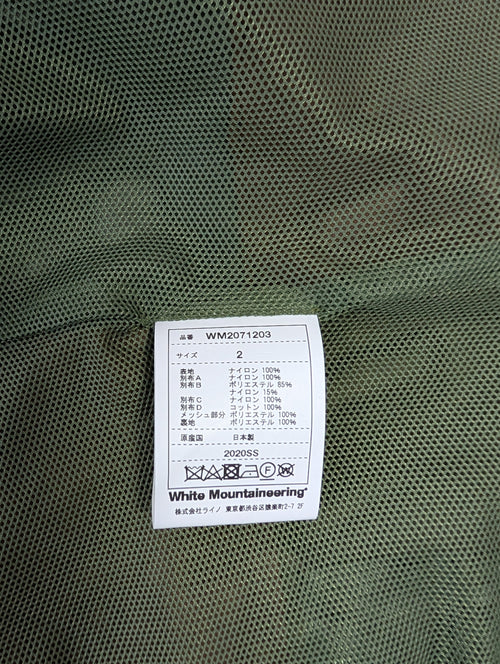 品番 WM2071203
サイズ 2
表地 ナイロン 100%
別布A ナイロン 100%
別布B ポリエステル 85%
ナイロン 15%
別布C ナイロン 100%
別布D コットン 100%
メッシュ部分 ポリエステル 100%
裏地 ポリエステル 100%
原産国 日本製
2020SS
F W
White Mountaineering®
株式会社ライノ 東京都渋谷区猿楽町2-7 2F